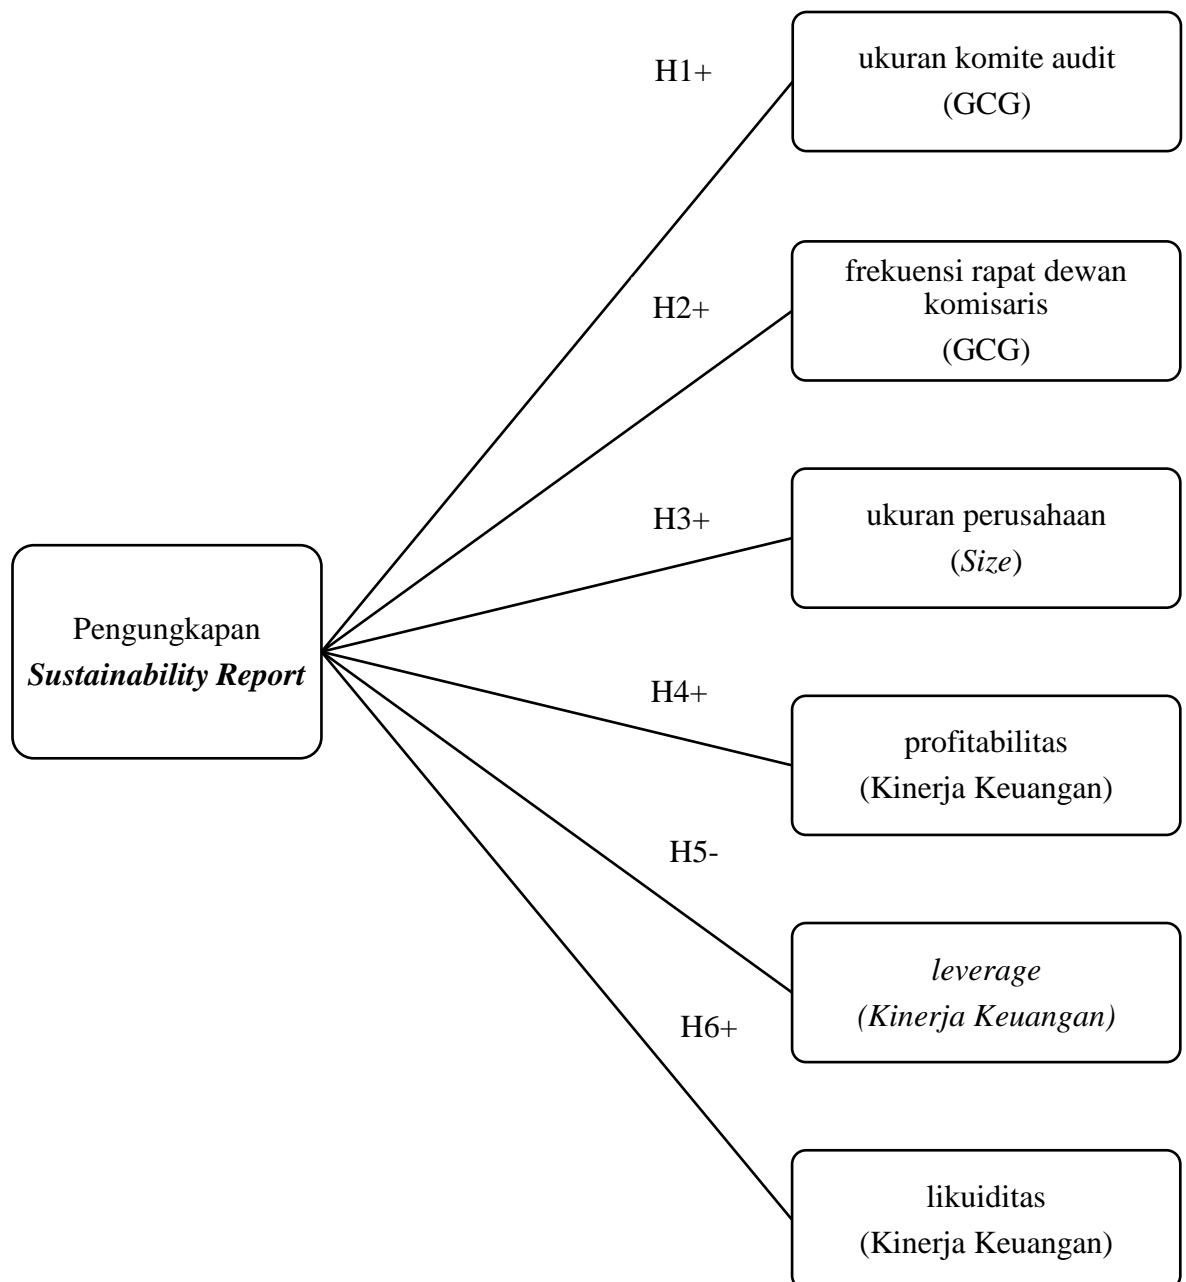 H1+
ukuran komite audit
(GCG)
H2+
frekuensi rapat dewan
komisaris
(GCG)
H3+
ukuran perusahaan
(Size)
Pengungkapan
Sustainability Report
H4+
profitabilitas
(Kinerja Keuangan)
H5-
leverage
(Kinerja Keuangan)
H6+
likuiditas
(Kinerja Keuangan)